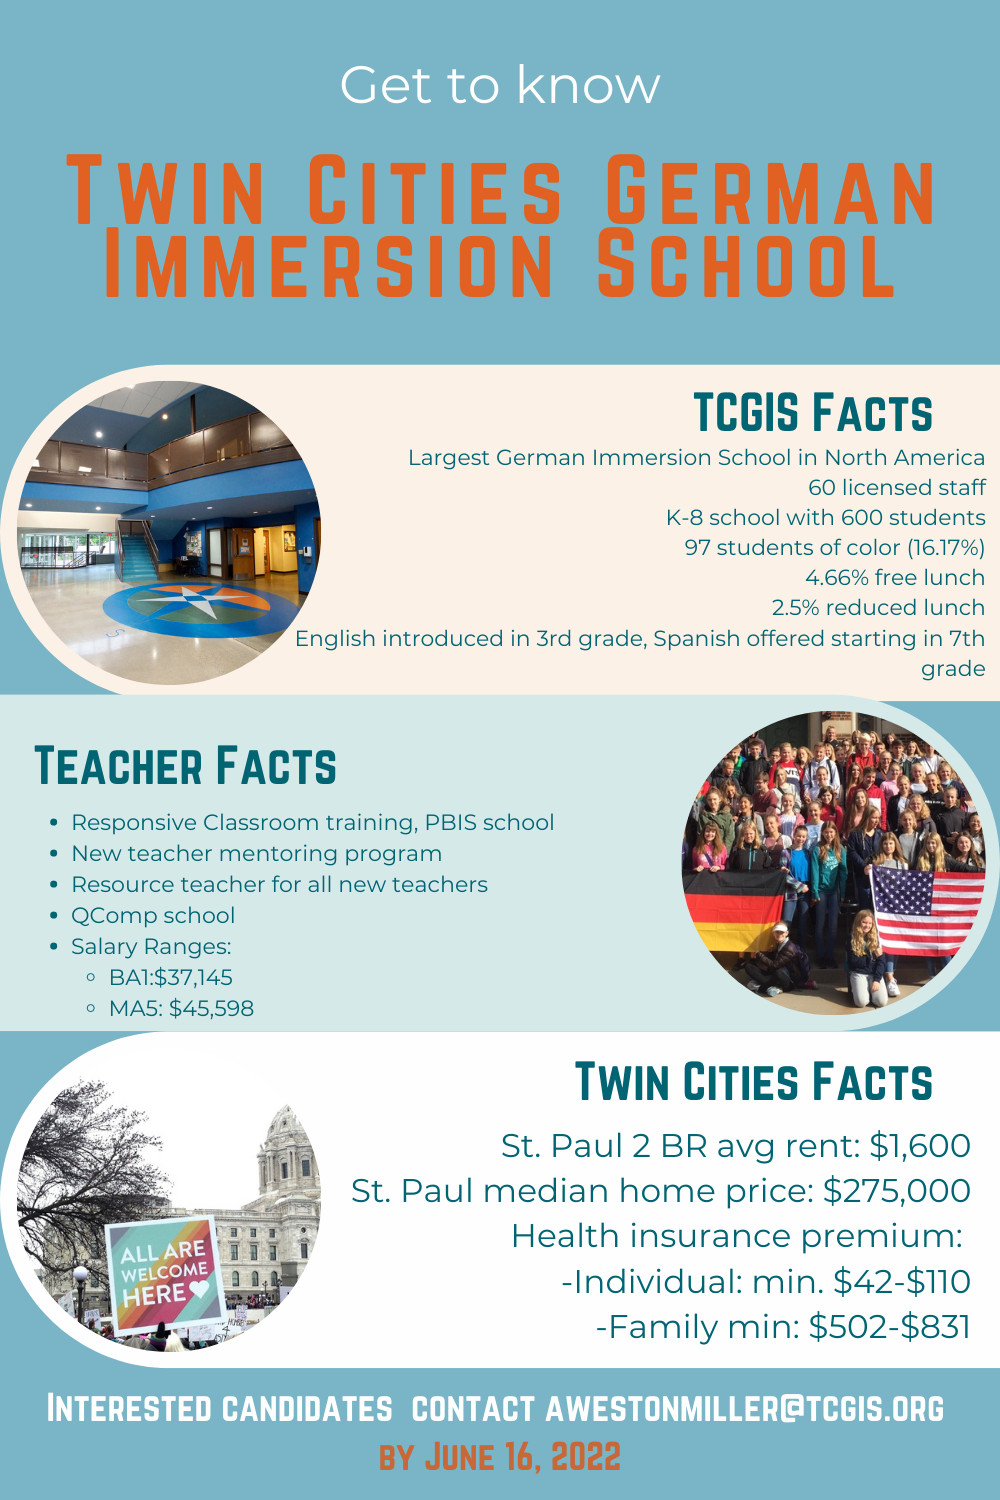 Get to know
Twin Cities German
Immersion School
TCGIS Facts
Largest German Immersion School in North America
60 licensed staff
K-8 school with 600 students
97 students of color (16.17%)
4.66% free lunch
2.5% reduced lunch
English introduced in 3rd grade, Spanish offered starting in 7th
grade
Teacher Facts
• Responsive Classroom training, PBIS school
• New teacher mentoring program
• Resource teacher for all new teachers
• QComp school
• Salary Ranges:
◦ BA1:$37,145
◦ MA5: $45,598
Twin Cities Facts
St. Paul 2 BR avg rent: $1,600
St. Paul median home price: $275,000
Health insurance premium:
-Individual: min. $42-$110
-Family min: $502-$831
ALL ARE
WELCOME
HERE
Interested candidates contact awestonmiller@tcgis.org
by June 16, 2022